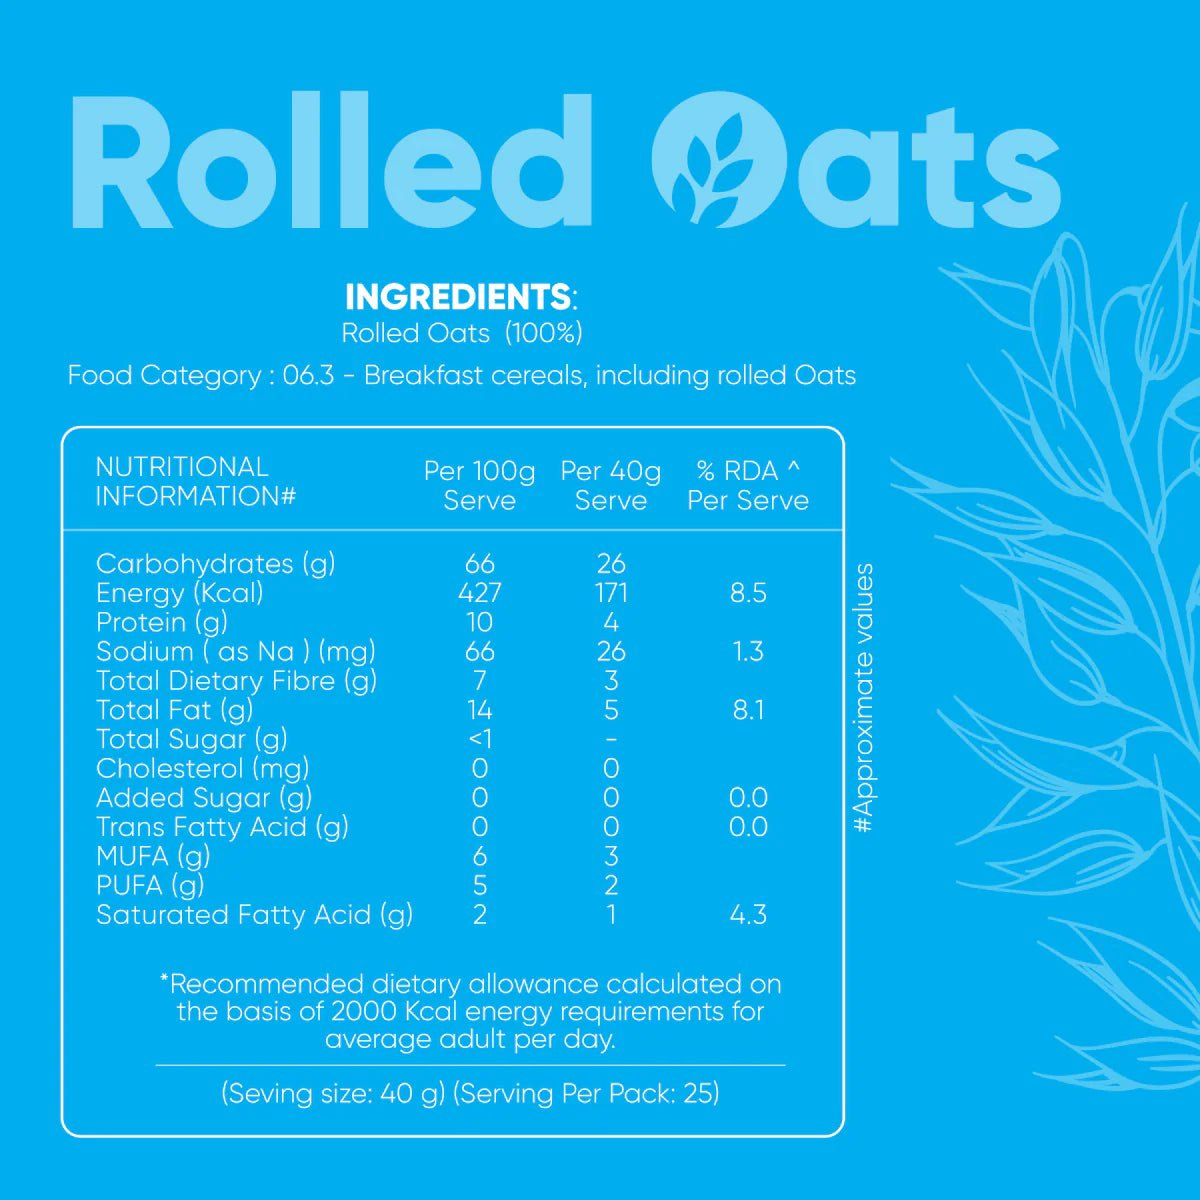 Rolled Oats
INGREDIENTS:
Rolled Oats (100%)
Food Category : 06.3 - Breakfast cereals, including rolled Oats
NUTRITIONAL INFORMATION# Per 100g Serve Per 40g Serve % RDA ^ Per Serve
Carbohydrates (g) 66 26
Energy (Kcal) 427 171 8.5
Protein (g) 10 4
Sodium ( as Na ) (mg) 66 26 1.3
Total Dietary Fibre (g) 7 3
Total Fat (g) 14 5 8.1
Total Sugar (g) <1 -
Cholesterol (mg) 0 0
Added Sugar (g) 0 0 0.0
Trans Fatty Acid (g) 0 0 0.0
MUFA (g) 6 3
PUFA (g) 5 2
Saturated Fatty Acid (g) 2 1 4.3
*Recommended dietary allowance calculated on
the basis of 2000 Kcal energy requirements for
average adult per day.
(Seving size: 40 g) (Serving Per Pack: 25)
#Approximate values